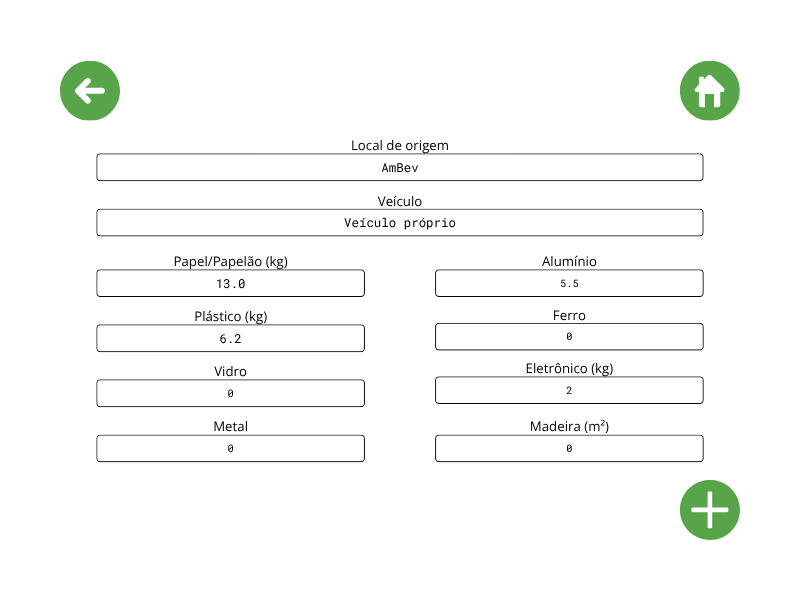 Local de origem
AmBev
Veículo
Veículo próprio
Papel/Papelão (kg)
13.0
Alumínio
5.5
Plástico (kg)
6.2
Ferro
0
Vidro
0
Eletrônico (kg)
2
Metal
0
Madeira (m²)
0